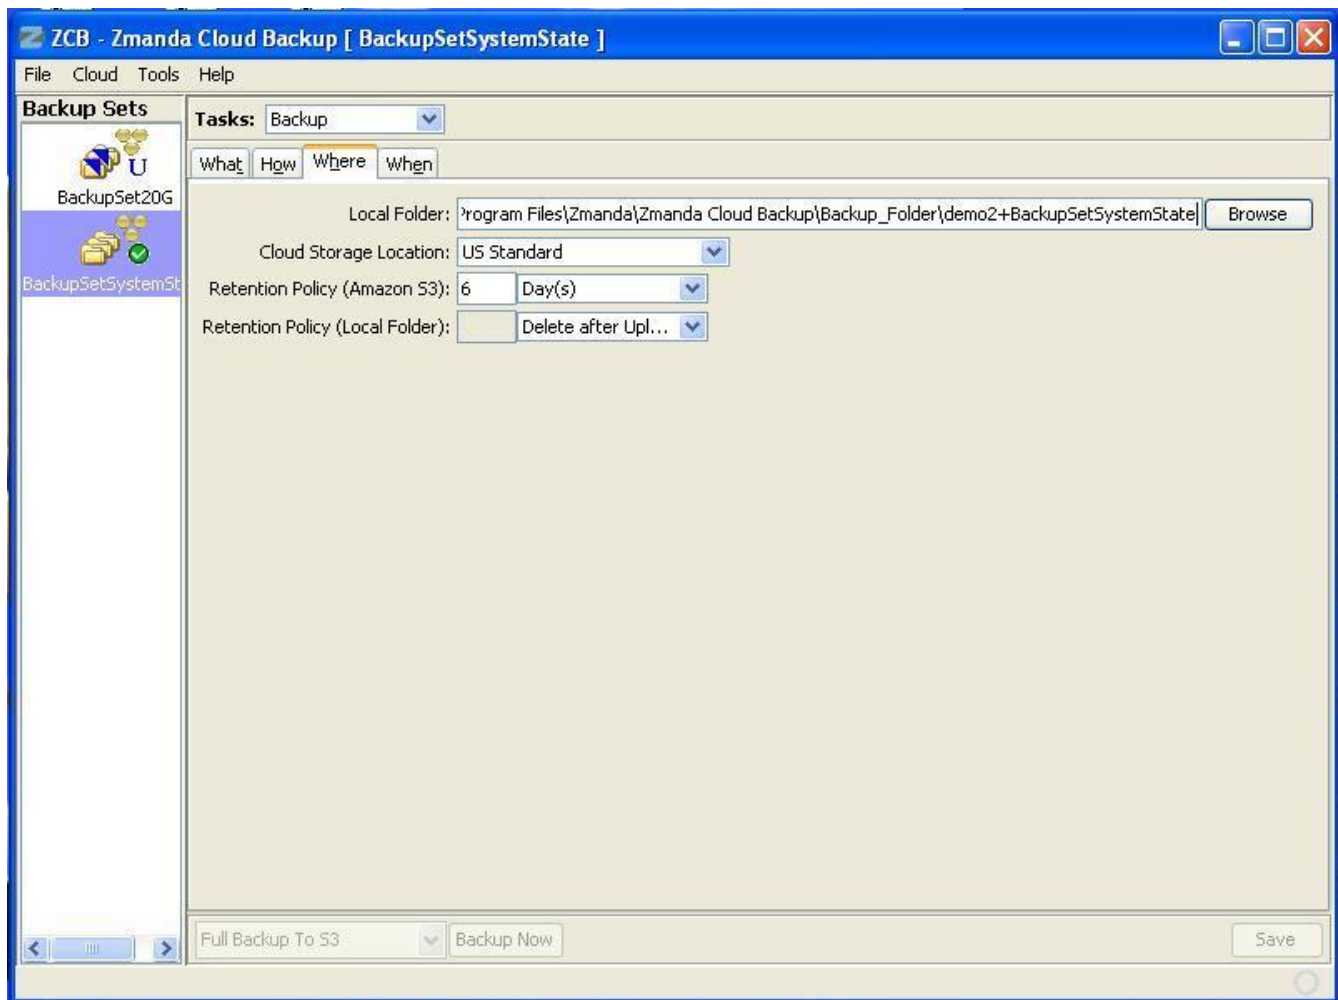 ZCB - Zmanda Cloud Backup [ BackupSetSystemState ]
File Cloud Tools Help
Backup Sets
BackupSet20G
BackupSetSystemSt
Tasks: Backup
What How Where When
Local Folder: Program Files\Zmanda\Zmanda Cloud Backup\Backup_Folder\demo2+BackupSetSystemState Browse
Cloud Storage Location: US Standard
Retention Policy (Amazon S3): 6 Day(s)
Retention Policy (Local Folder): Delete after Upl...
Full Backup To S3 Backup Now Save